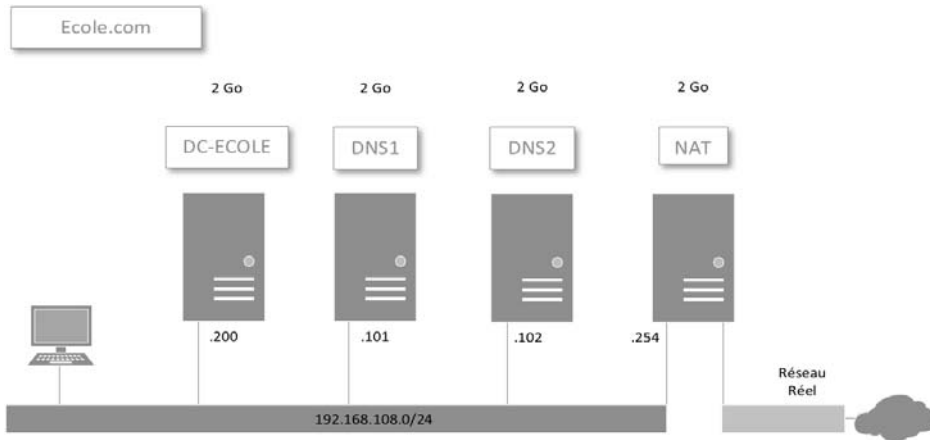 Ecole.com
2 Go
2 Go
2 Go
2 Go
DC-ECOLE
DNS1
DNS2
NAT
.200
.101
.102
.254
Réseau
Réel
192.168.108.0/24